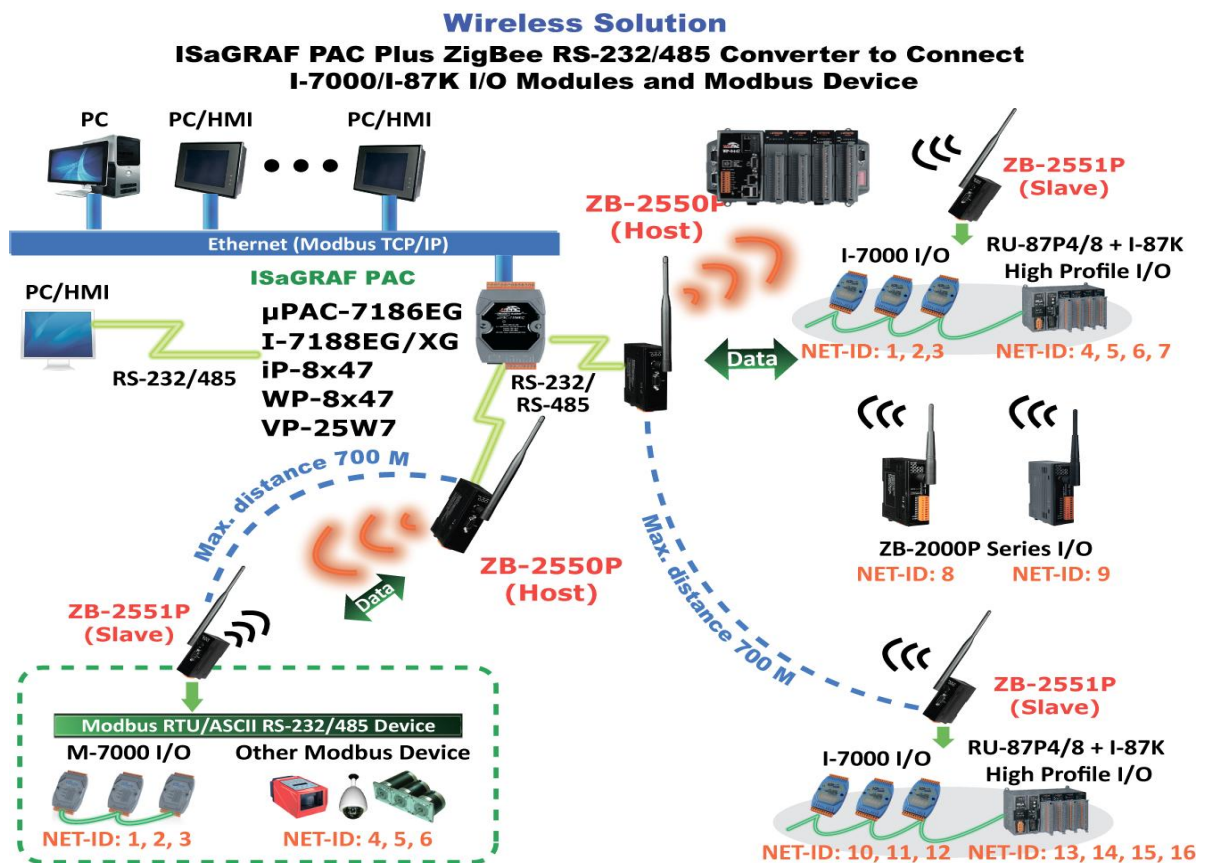 Wireless Solution
ISaGRAF PAC Plus ZigBee RS-232/485 Converter to Connect
I-7000/I-87K I/O Modules and Modbus Device
PC
PC/HMI
PC/HMI
ZB-2550P
(Host)
ZB-2551P
(Slave)
Ethernet (Modbus TCP/IP)
I-7000 I/O
RU-87P4/8 + I-87K
High Profile I/O
NET-ID: 1, 2,3
NET-ID: 4, 5, 6, 7
PC/HMI
RS-232/485
ISaGRAF PAC
µPAC-7186EG
I-7188EG/XG
iP-8x47
WP-8x47
VP-25W7
RS-232/
RS-485
Data
Max. distance 700 M
ZB-2550P
(Host)
Data
Max. distance 700 M
ZB-2000P Series I/O
NET-ID: 8
NET-ID: 9
ZB-2551P
(Slave)
Modbus RTU/ASCII RS-232/485 Device
M-7000 I/O
Other Modbus Device
NET-ID: 1, 2, 3
NET-ID: 4, 5, 6
ZB-2551P
(Slave)
I-7000 I/O
RU-87P4/8 + I-87K
High Profile I/O
NET-ID: 10, 11, 12
NET-ID: 13, 14, 15, 16